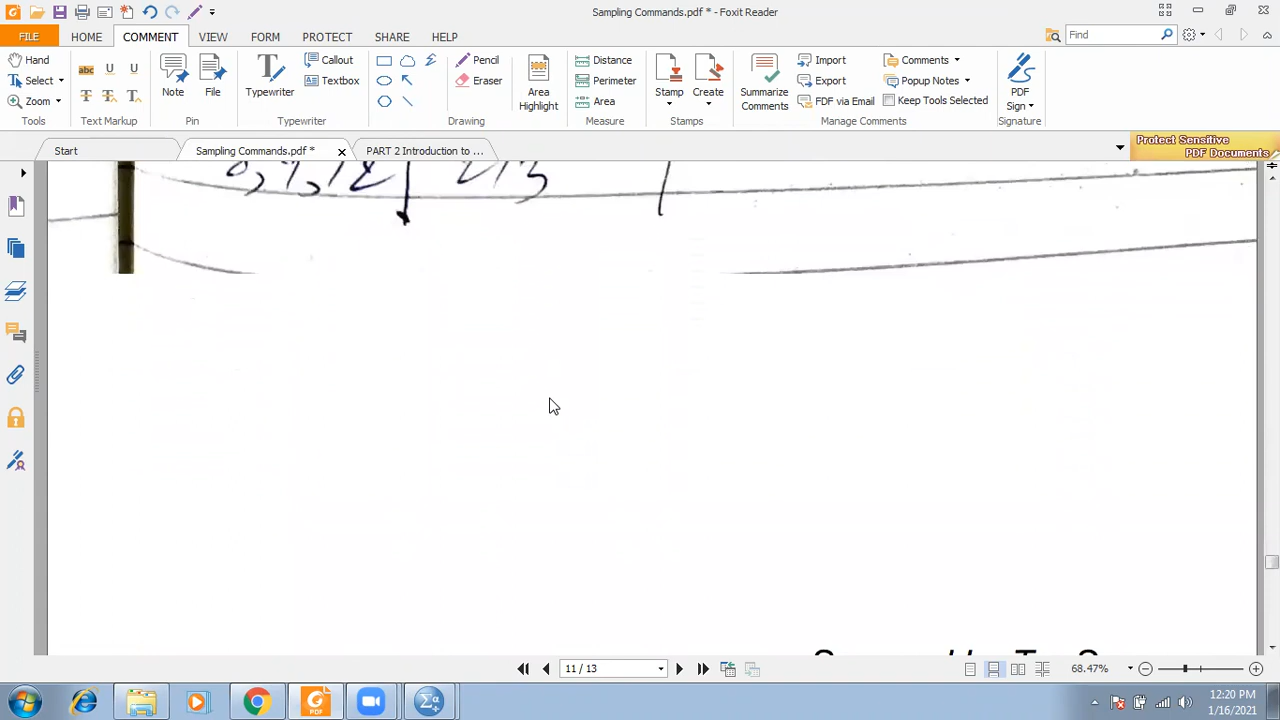 Sampling Commands.pdf * - Foxit Reader
FILE HOME COMMENT VIEW FORM PROTECT SHARE HELP
Find
Hand
Select
Zoom
Tools
Text Markup
Note
File
Pin
Typewriter
Callout
Textbox
Typewriter
Pencil
Eraser
Area
Highlight
Drawing
Distance
Perimeter
Area
Measure
Stamp
Create
Stamps
Summarize
Comments
Import
Export
FDF via Email
Comments
Popup Notes
Keep Tools Selected
Manage Comments
PDF
Sign
Signature
Start
Sampling Commands.pdf *
PART 2 Introduction to ...
Protect Sensitive
PDF Documents
11 / 13
68.47%
12:20 PM
1/16/2021